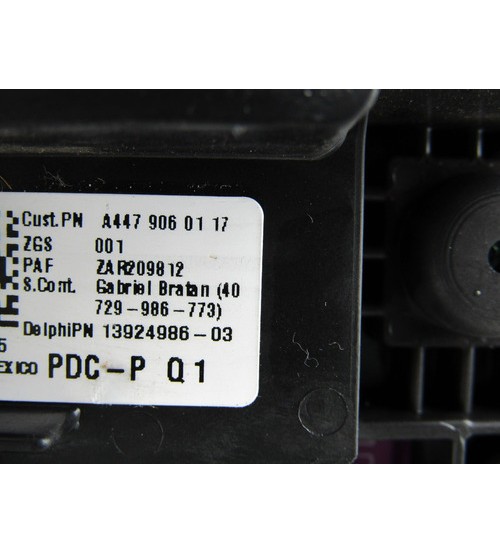 Cust.PN A447 906 01 17
ZGS 001
PAF ZAR209812
S.Cont. Gabriel Bratan (40
729-986-773)
DelphiPN 13924986-03
5
EXICO PDC-P Q1